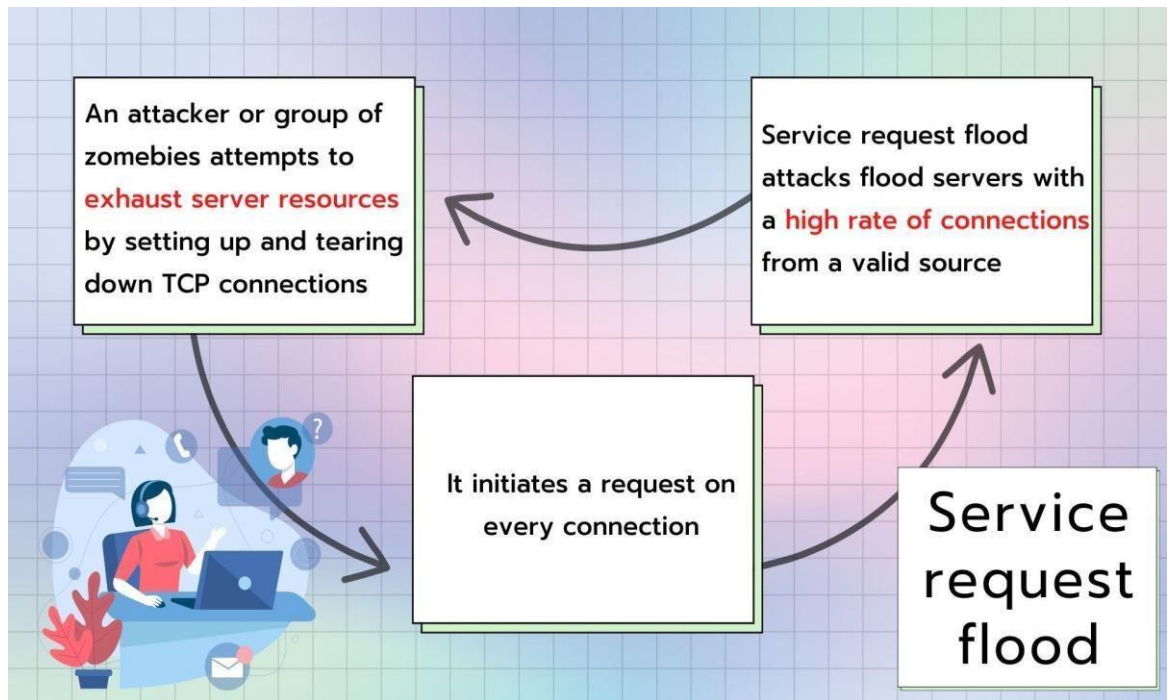 An attacker or group of
zomebies attempts to
exhaust server resources
by setting up and tearing
down TCP connections
Service request flood
attacks flood servers with
a high rate of connections
from a valid source
It initiates a request on
every connection
?
Service
request
flood